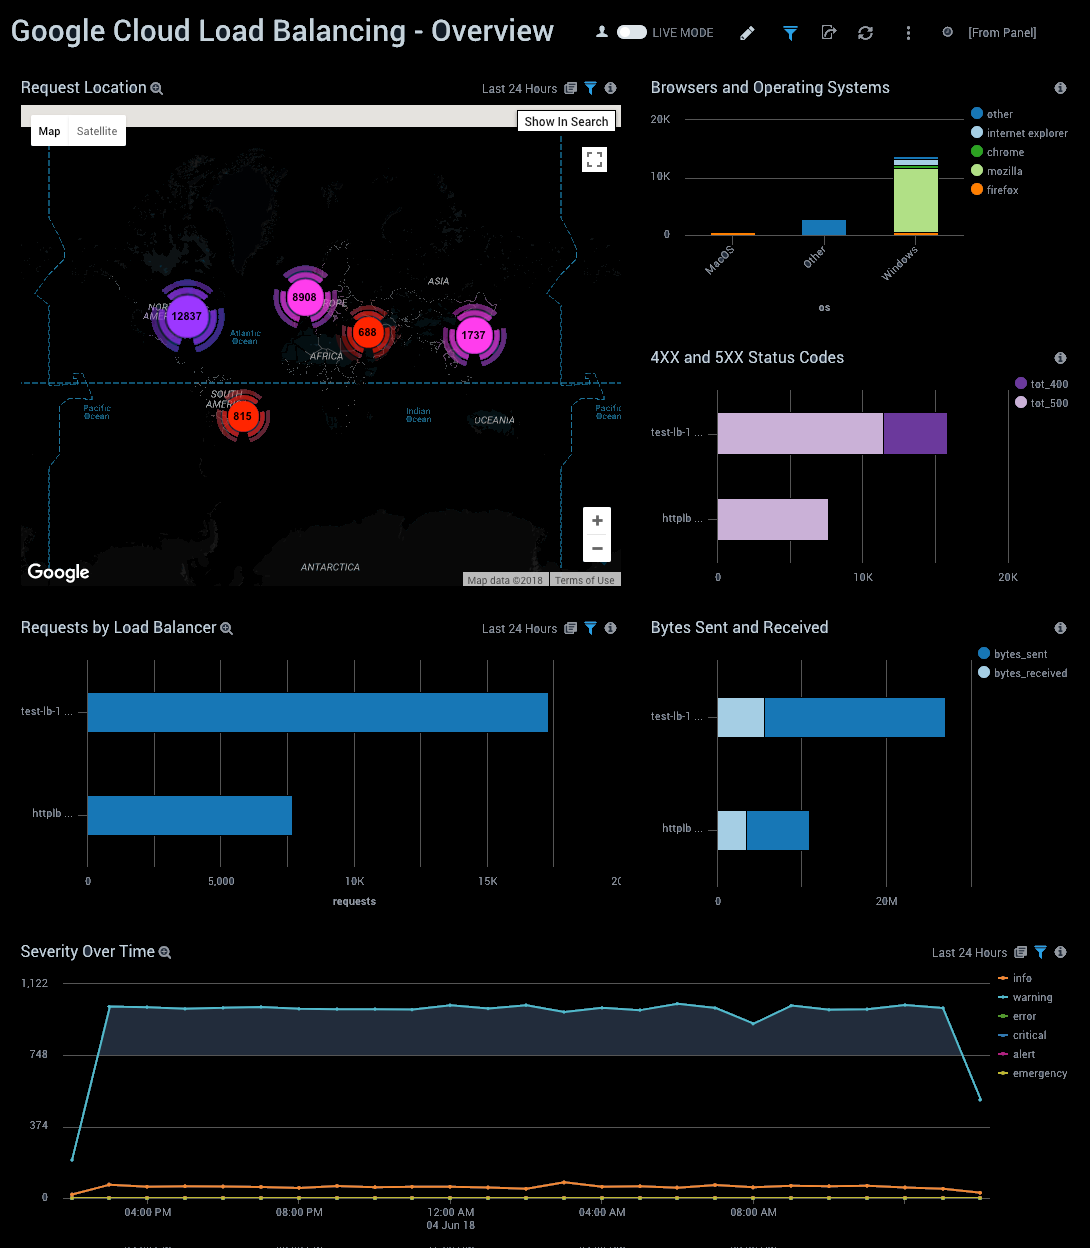 Google Cloud Load Balancing - Overview
LIVE MODE
[From Panel]
Request Location
Last 24 Hours
Map
Satellite
Show In Search
ASIA
NOR
AMER
12837
8908
OPE
688
1737
Atlantic
Ocean
AFRICA
SOUTH
AMERI
815
Pacific
Ocean
Indian
Ocean
OCEANIA
Pacific
Ocean
+
−
ANTARCTICA
Google
Map data ©2018
Terms of Use
Browsers and Operating Systems
20K
10K
0
MacOS
Other
Windows
os
other
internet explorer
chrome
mozilla
firefox
4XX and 5XX Status Codes
tot_400
tot_500
test-lb-1 ...
httplb ...
0
10K
20K
Requests by Load Balancer
Last 24 Hours
test-lb-1 ...
httplb ...
0
5,000
10K
15K
20
requests
Bytes Sent and Received
bytes_sent
bytes_received
test-lb-1 ...
httplb ...
0
20M
Severity Over Time
Last 24 Hours
1,122
748
374
0
04:00 PM
08:00 PM
12:00 AM
04 Jun 18
04:00 AM
08:00 AM
info
warning
error
critical
alert
emergency